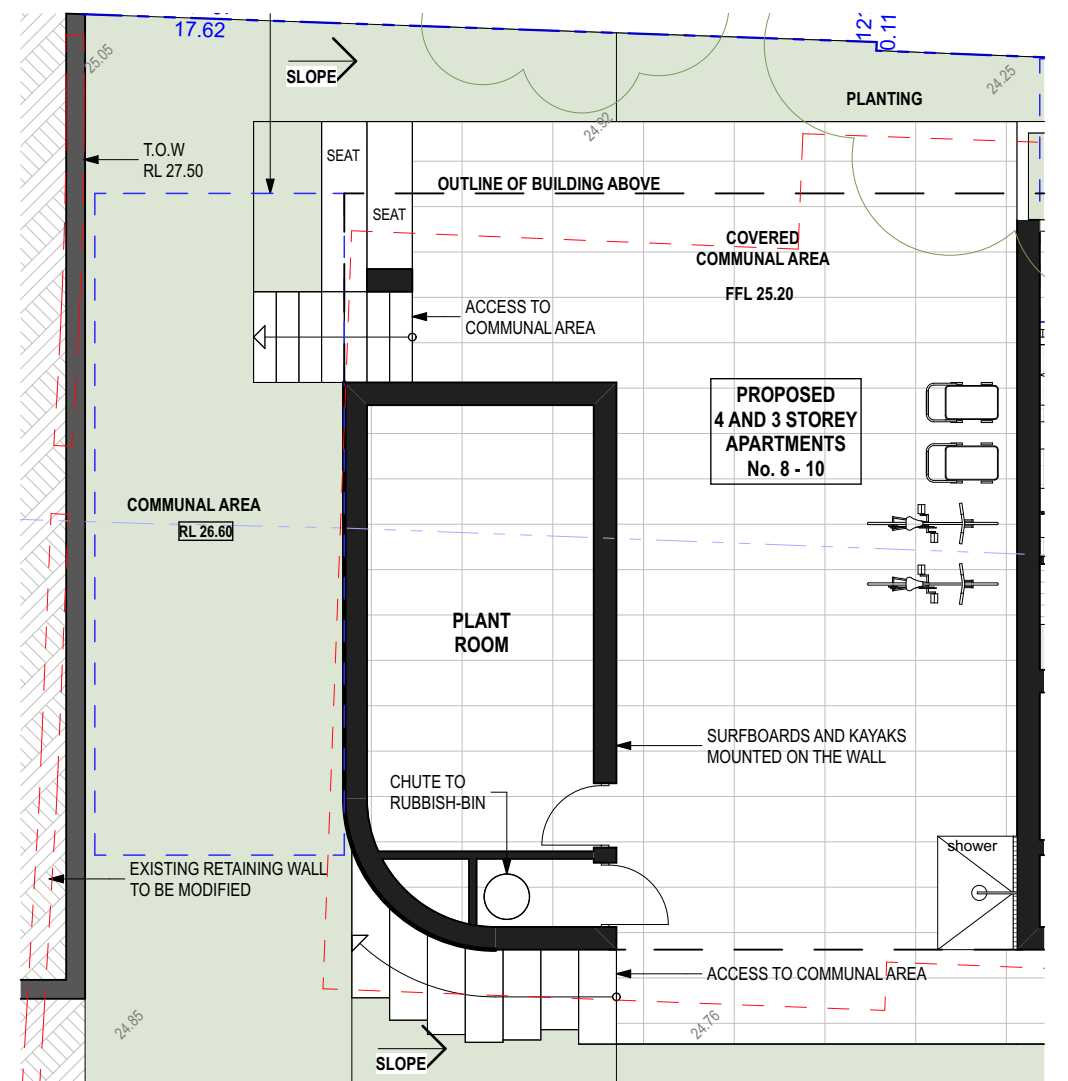 17.62
0.11
25.05
SLOPE
24.25
PLANTING
24.92
T.O.W
RL 27.50
SEAT
OUTLINE OF BUILDING ABOVE
SEAT
COVERED
COMMUNAL AREA
FFL 25.20
ACCESS TO
COMMUNAL AREA
PROPOSED
4 AND 3 STOREY
APARTMENTS
No. 8 - 10
COMMUNAL AREA
RL 26.60
PLANT
ROOM
SURFBOARDS AND KAYAKS
MOUNTED ON THE WALL
CHUTE TO
RUBBISH-BIN
shower
EXISTING RETAINING WALL
TO BE MODIFIED
ACCESS TO COMMUNAL AREA
24.85
24.76
SLOPE